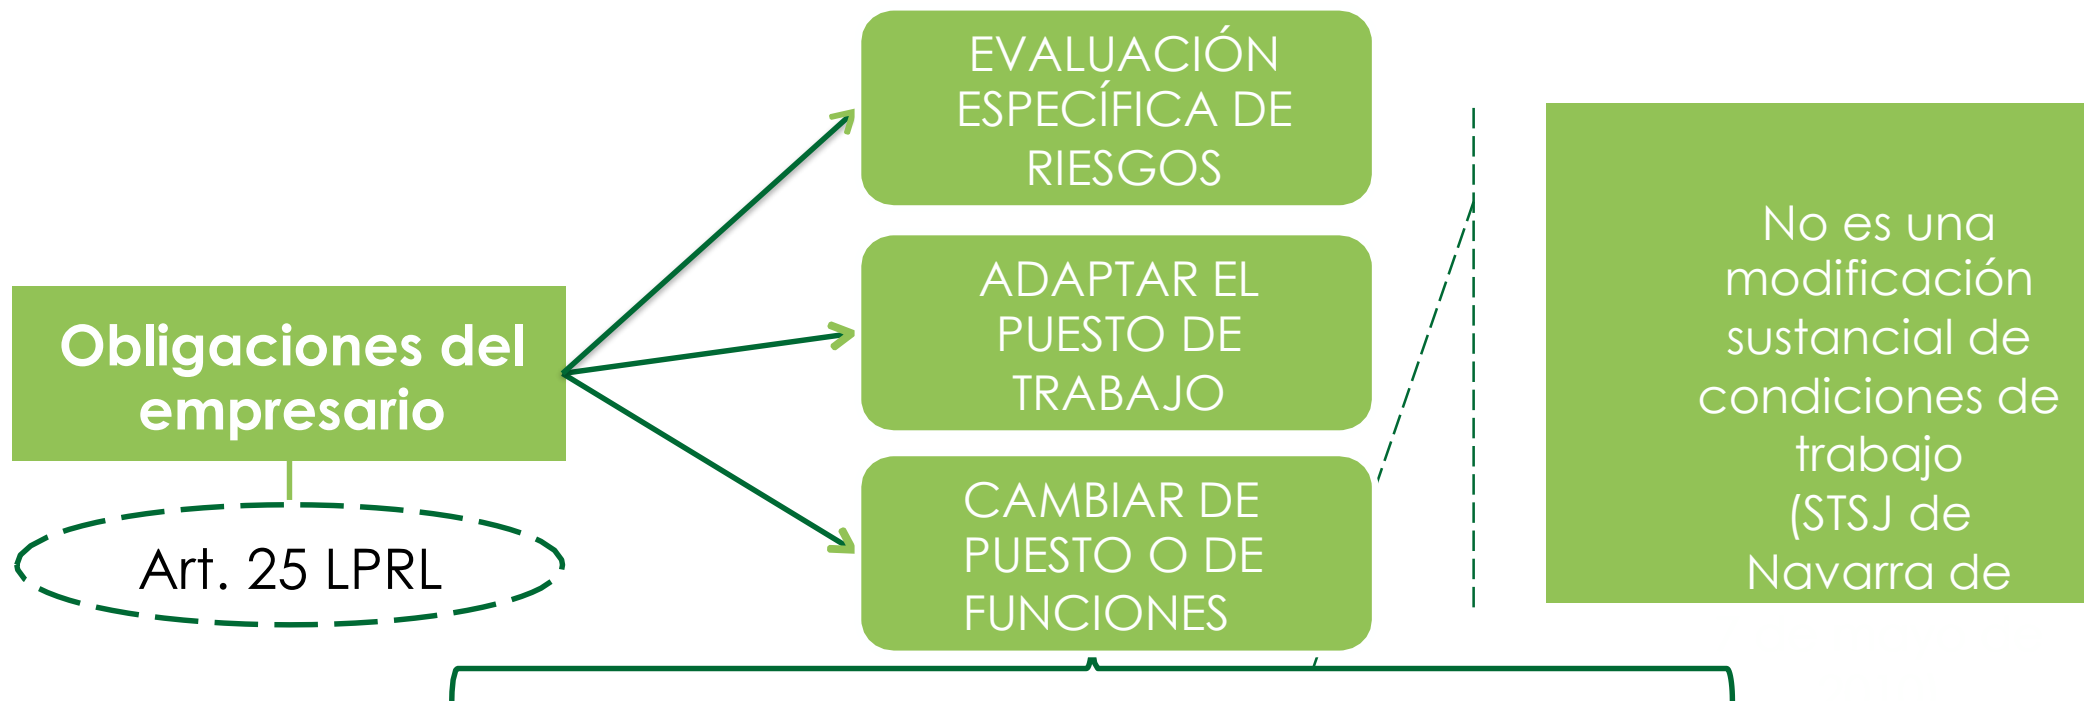 Obligaciones del
empresario
Art. 25 LPRL
EVALUACIÓN
ESPECÍFICA DE
RIESGOS
ADAPTAR EL
PUESTO DE
TRABAJO
CAMBIAR DE
PUESTO O DE
FUNCIONES
No es una
modificación
sustancial de
condiciones de
trabajo
(STSJ de
Navarra de